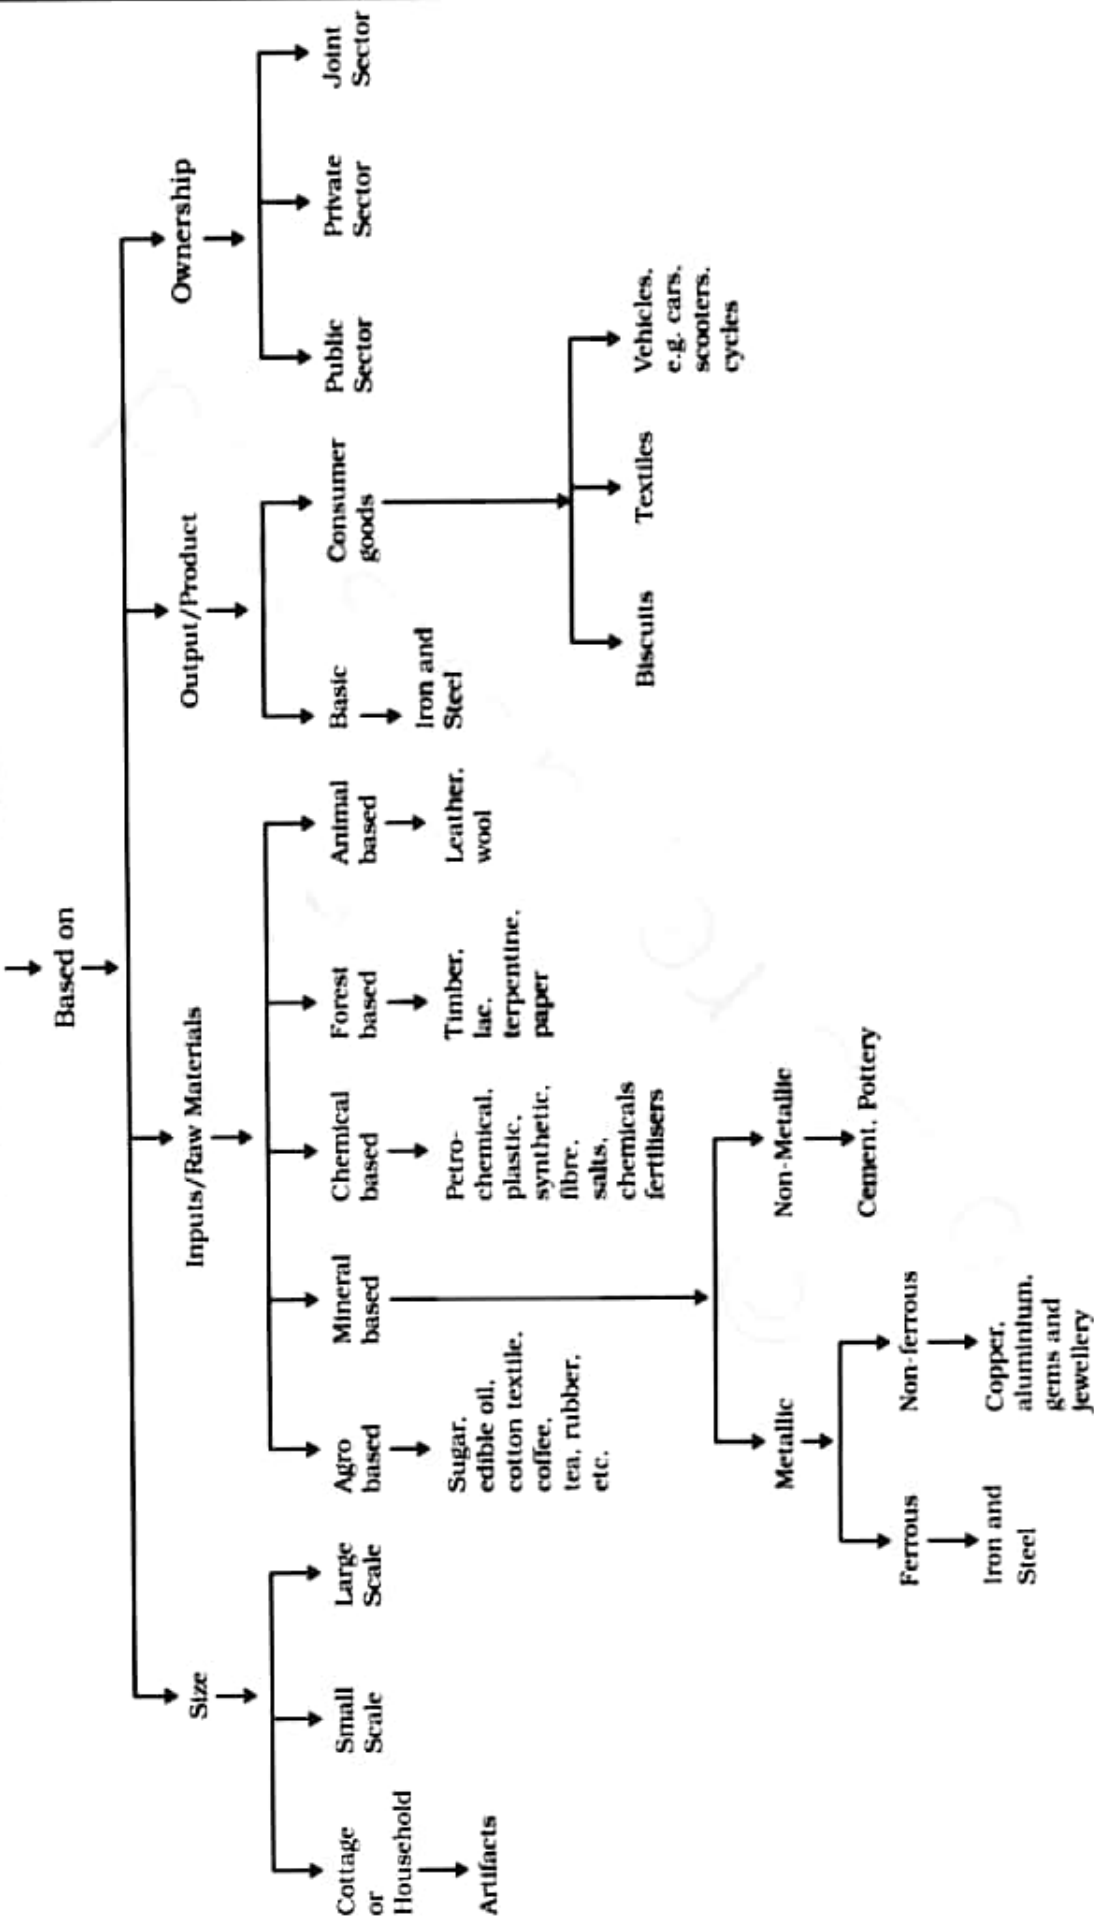 Based on
Size
Inputs/Raw Materials
Output/Product
Ownership
Cottage
or
Household
Small
Scale
Large
Scale
Agro
based
Mineral
based
Chemical
based
Forest
based
Animal
based
Basic
Consumer
goods
Public
Sector
Private
Sector
Joint
Sector
Artifacts
Sugar,
edible oil,
cotton textile,
coffee,
tea, rubber,
etc.
Petro-
chemical,
plastic,
synthetic,
fibre,
salts,
chemicals
fertilisers
Timber,
lac,
terpentine,
paper
Leather,
wool
Iron and
Steel
Biscuits
Textiles
Vehicles,
e.g. cars,
scooters,
cycles
Metallic
Non-Metallic
Ferrous
Non-ferrous
Cement, Pottery
Iron and
Steel
Copper,
aluminium,
gems and
jewellery